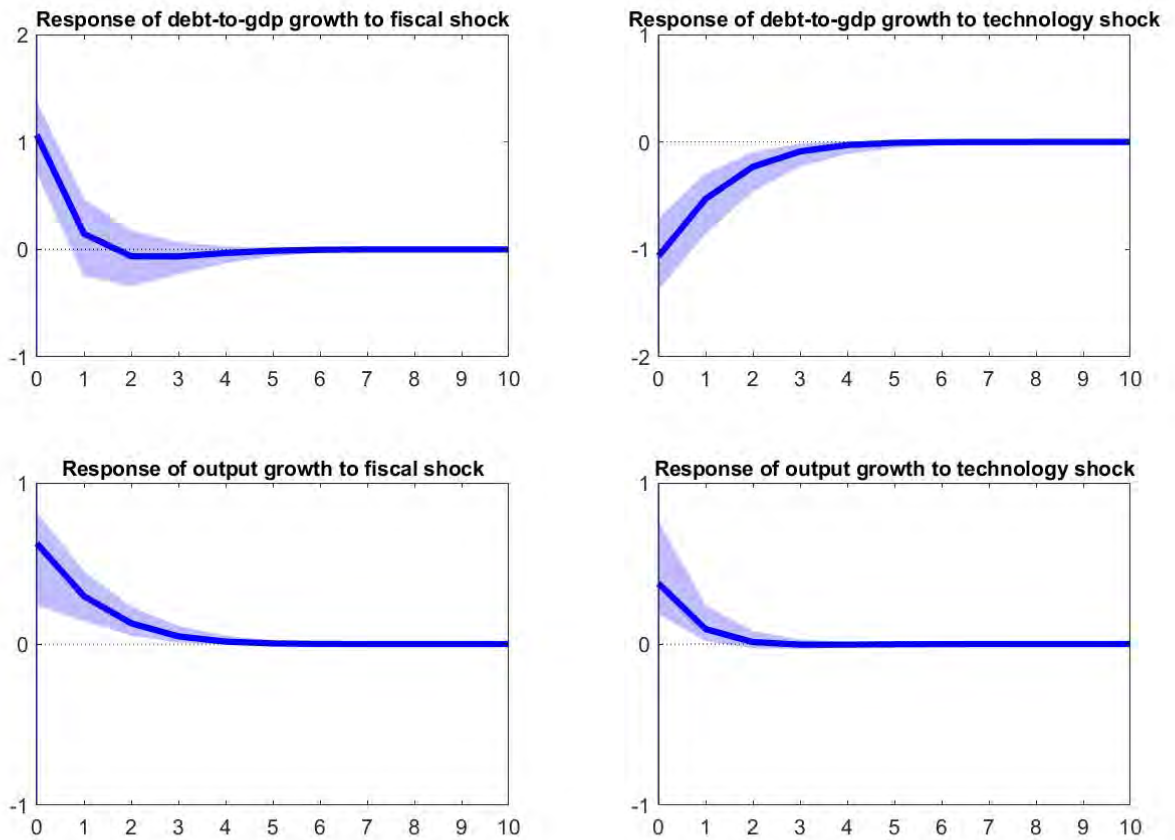 Response of debt-to-gdp growth to fiscal shock
2
1
0
-1
0 1 2 3 4 5 6 7 8 9 10
Response of debt-to-gdp growth to technology shock
1
0
-1
-2
0 1 2 3 4 5 6 7 8 9 10
Response of output growth to fiscal shock
1
0
-1
0 1 2 3 4 5 6 7 8 9 10
Response of output growth to technology shock
1
0
-1
0 1 2 3 4 5 6 7 8 9 10